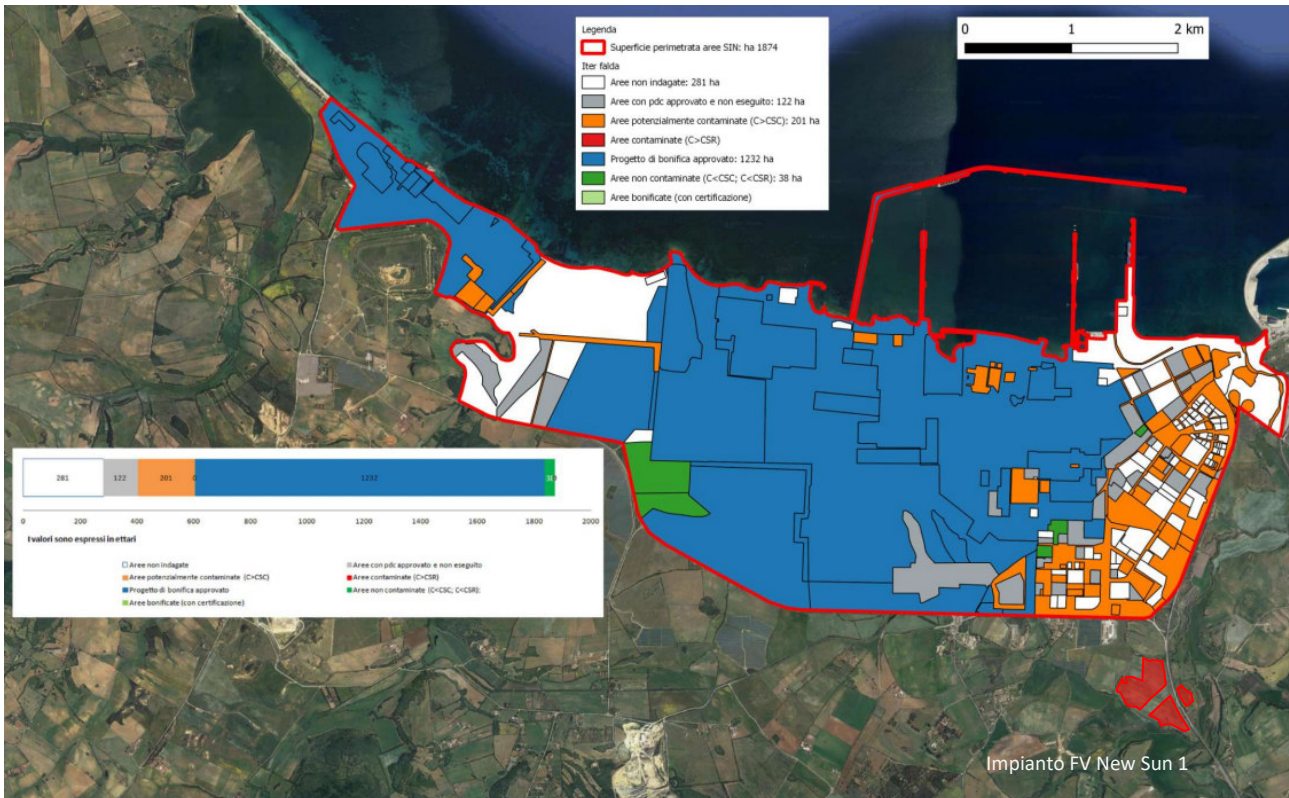 Legenda
Superficie perimetrata aree SIN: ha 1874
Iter falda
Aree non indagate: 281 ha
Aree con pdc approvato e non eseguito: 122 ha
Aree potenzialmente contaminate (C>CSC): 201 ha
Aree contaminate (C>CSR)
Progetto di bonifica approvato: 1232 ha
Aree non contaminate (C<CSC; C<CSR): 38 ha
Aree bonificate (con certificazione)
0 1 2 km
281 122 201 0 1232
0 200 400 600 800 1000 1200 1400 1600 1800 2000
I valori sono espressi in ettari
Aree non indagate
Aree con pdc approvato e non eseguito
Aree potenzialmente contaminate (C>CSC)
Aree contaminate (C>CSR)
Progetto di bonifica approvato
Aree non contaminate (C<CSC, C<CSR):
Aree bonificate (con certificazione)
Impianto FV New Sun 1